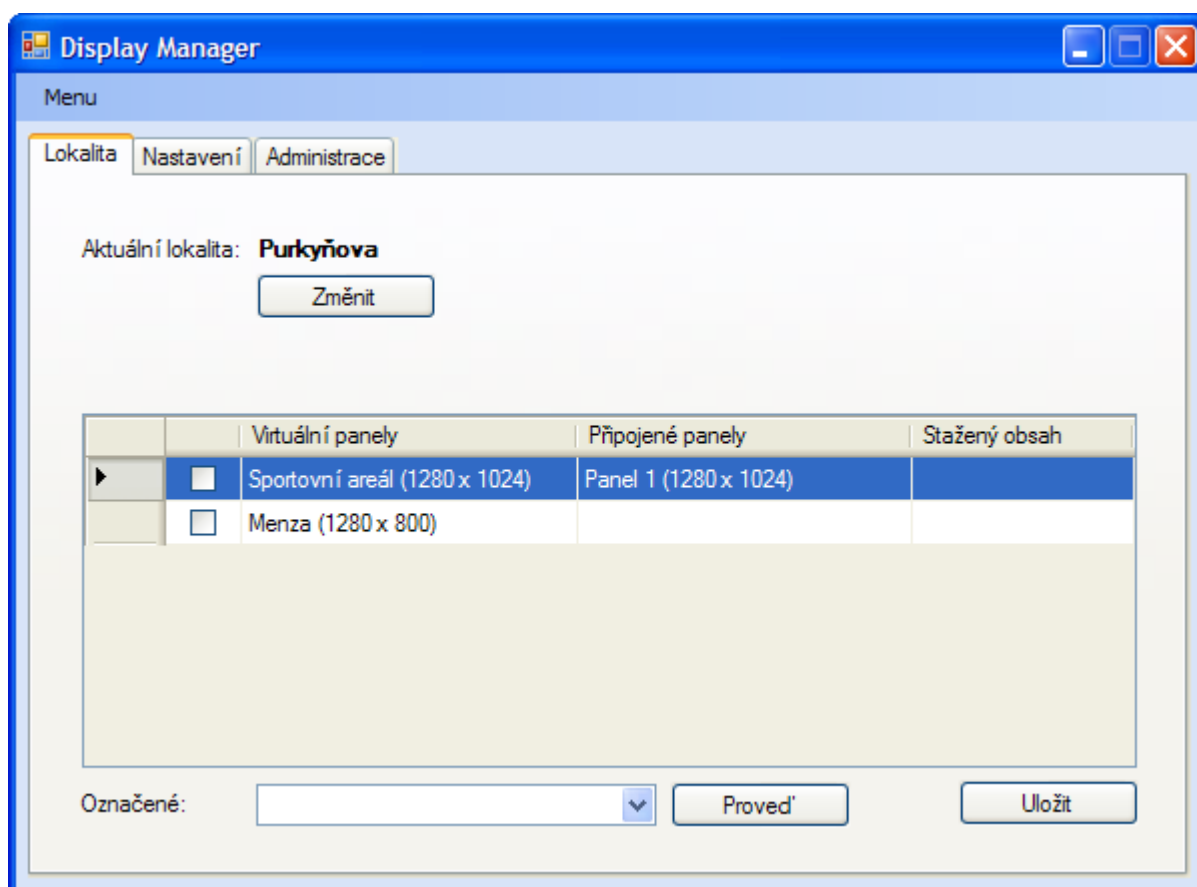 Display Manager
Menu
Lokalita Nastavení Administrace
Aktuální lokalita: Purkyňova
Změnit
Virtuální panely Připojené panely Stažený obsah
Sportovní areál (1280 x 1024) Panel 1 (1280 x 1024)
Menza (1280 x 800)
Označené: Proveď Uložit